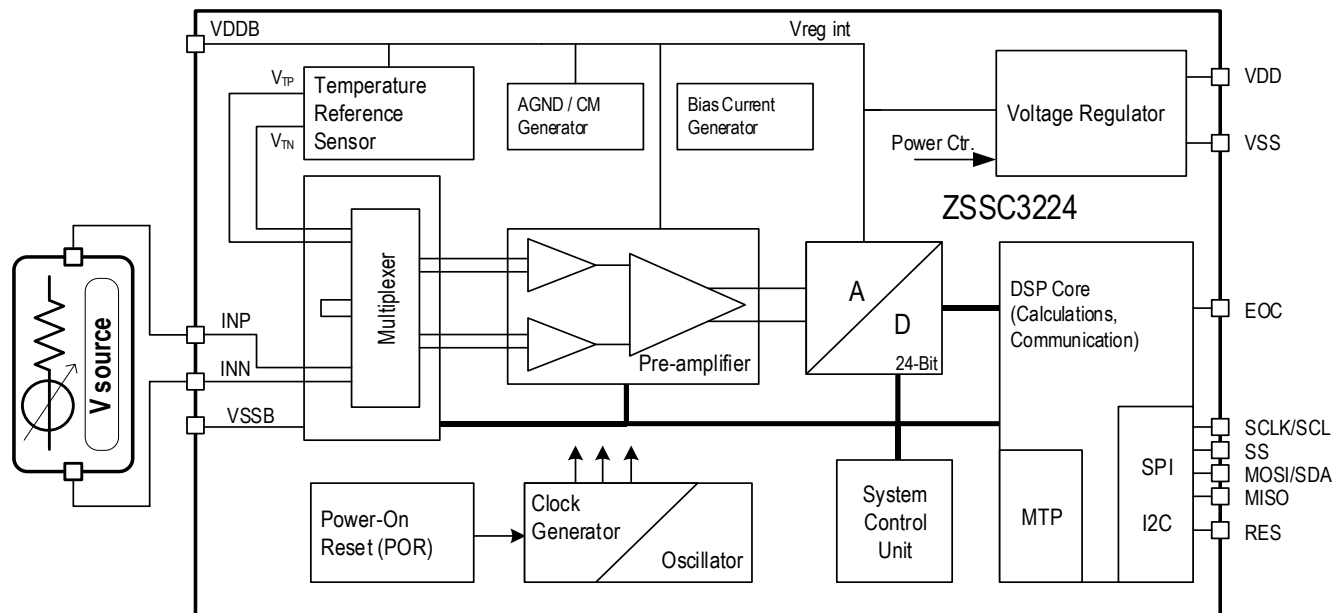 VDDB
Vreg int
VTP
Temperature
Reference
Sensor
VTN
AGND / CM
Generator
Bias Current
Generator
Voltage Regulator
Power Ctr.
VDD
VSS
ZSSC3224
V source
INP
INN
VSSB
Multiplexer
Pre-amplifier
A
D
24-Bit
DSP Core
(Calculations,
Communication)
EOC
SCLK/SCL
SS
MOSI/SDA
MISO
RES
SPI
I2C
MTP
Power-On
Reset (POR)
Clock
Generator
Oscillator
System
Control
Unit